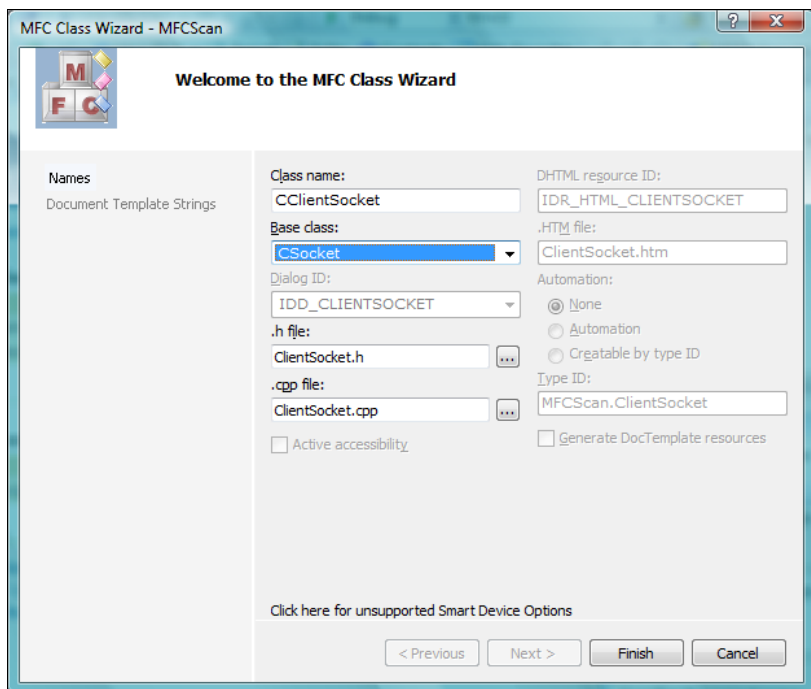 MFC Class Wizard - MFCScan
?
X
M
F C
Welcome to the MFC Class Wizard
Names
Document Template Strings
Class name:
CClientSocket
Base class:
CSocket
Dialog ID:
IDD_CLIENTSOCKET
.h file:
ClientSocket.h
...
.cpp file:
ClientSocket.cpp
...
Active accessibility
DHTML resource ID:
IDR_HTML_CLIENTSOCKET
.HTM file:
ClientSocket.htm
Automation:
None
Automation
Creatable by type ID
Type ID:
MFCScan.ClientSocket
Generate DocTemplate resources
Click here for unsupported Smart Device Options
< Previous
Next >
Finish
Cancel